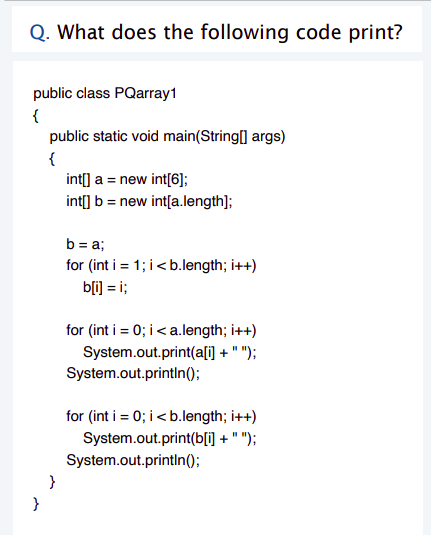 Q. What does the following code print?
public class PQarray1
{
public static void main(String[] args)
{
int[] a = new int[6];
int[] b = new int[a.length];
b = a;
for (int i = 1; i < b.length; i++)
b[i] = i;
for (int i = 0; i < a.length; i++)
System.out.print(a[i] + " ");
System.out.println();
for (int i = 0; i < b.length; i++)
System.out.print(b[i] + " ");
System.out.println();
}
}